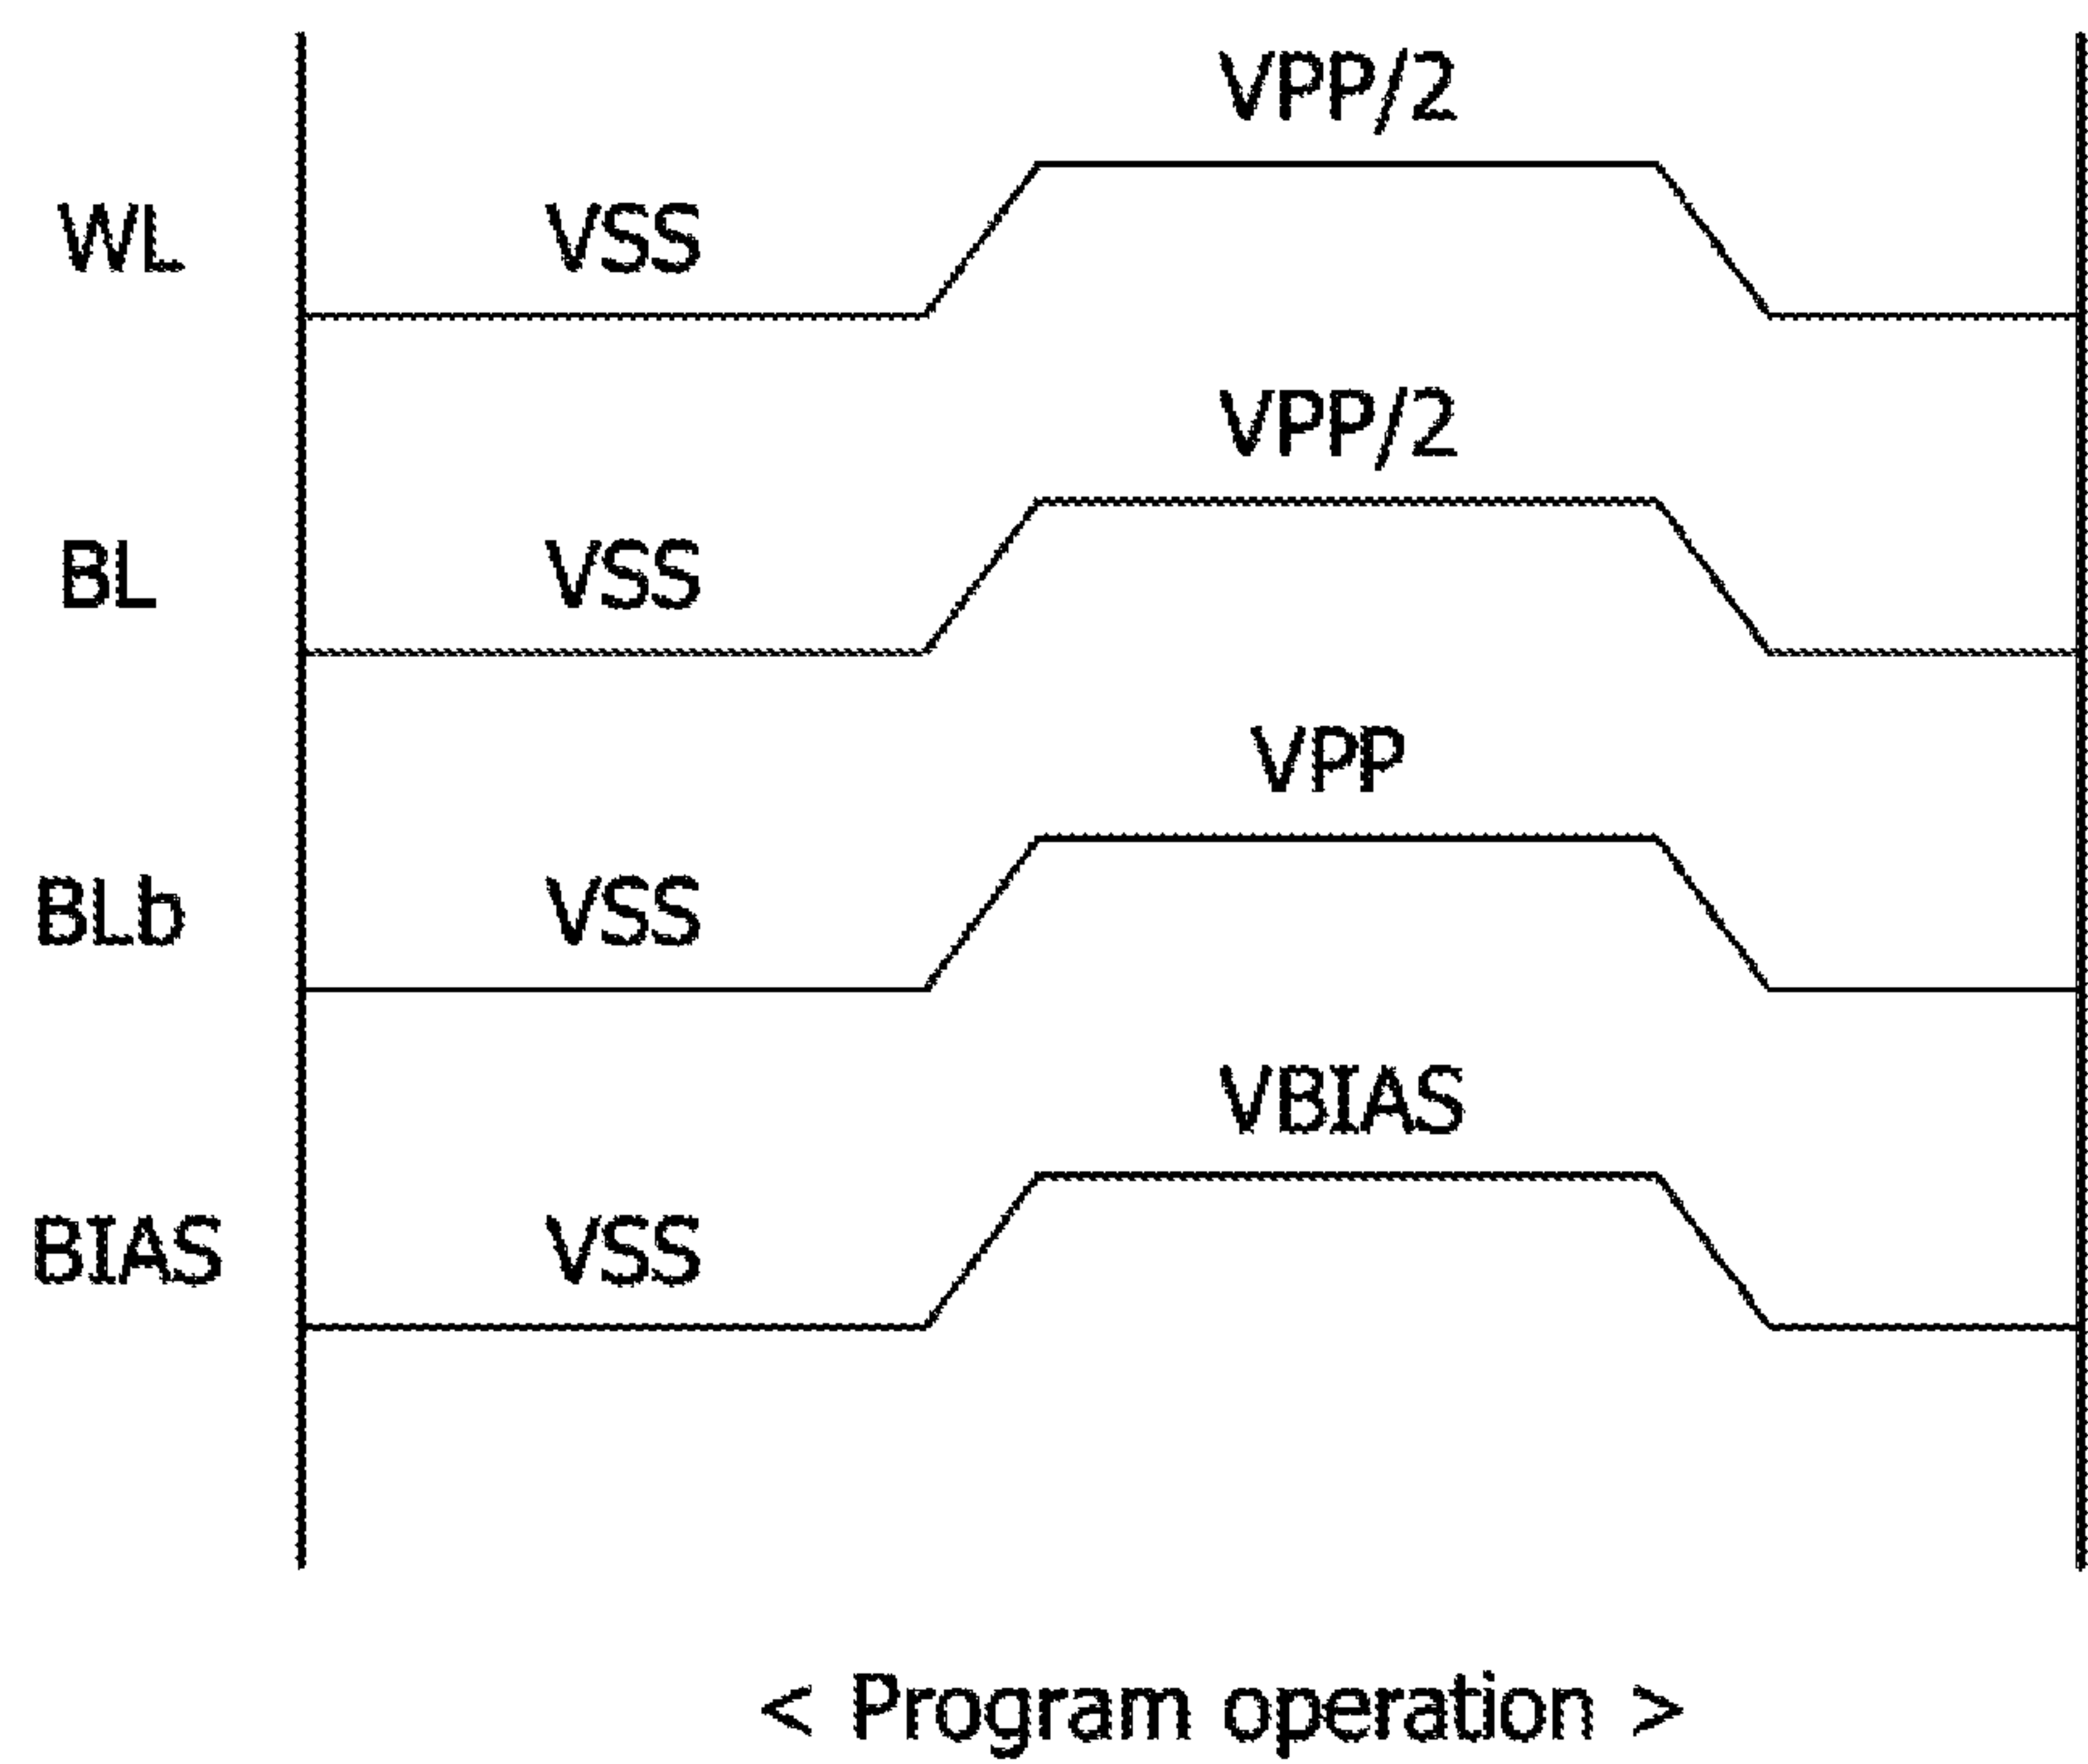 VPP/2
WL VSS
VPP/2
BL VSS
VPP
BLb VSS
VBIAS
BIAS VSS
< Program operation >